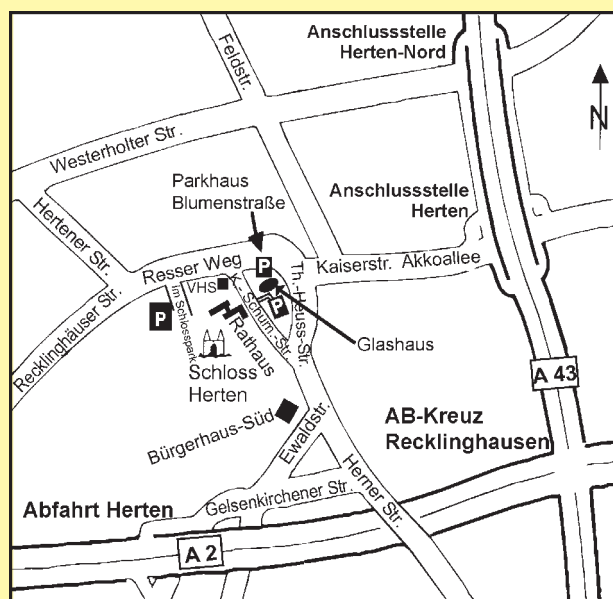 Feldstr.
Anschlussstelle
Herten-Nord
N
Westerholter Str.
Parkhaus
Blumenstraße
Anschlussstelle
Herten
Hertener Str.
Resser Weg
P
Kaiserstr. Akkoallee
VHS
Im Schlosspark
K.-Schum.-Str.
Th.-Heuss-Str.
P
P
Rathaus
Recklinghäuser Str.
Glashaus
Schloss
Herten
A 43
Bürgerhaus-Süd
Ewaldstr.
AB-Kreuz
Recklinghausen
Herner Str.
Gelsenkirchener Str.
Abfahrt Herten
A 2